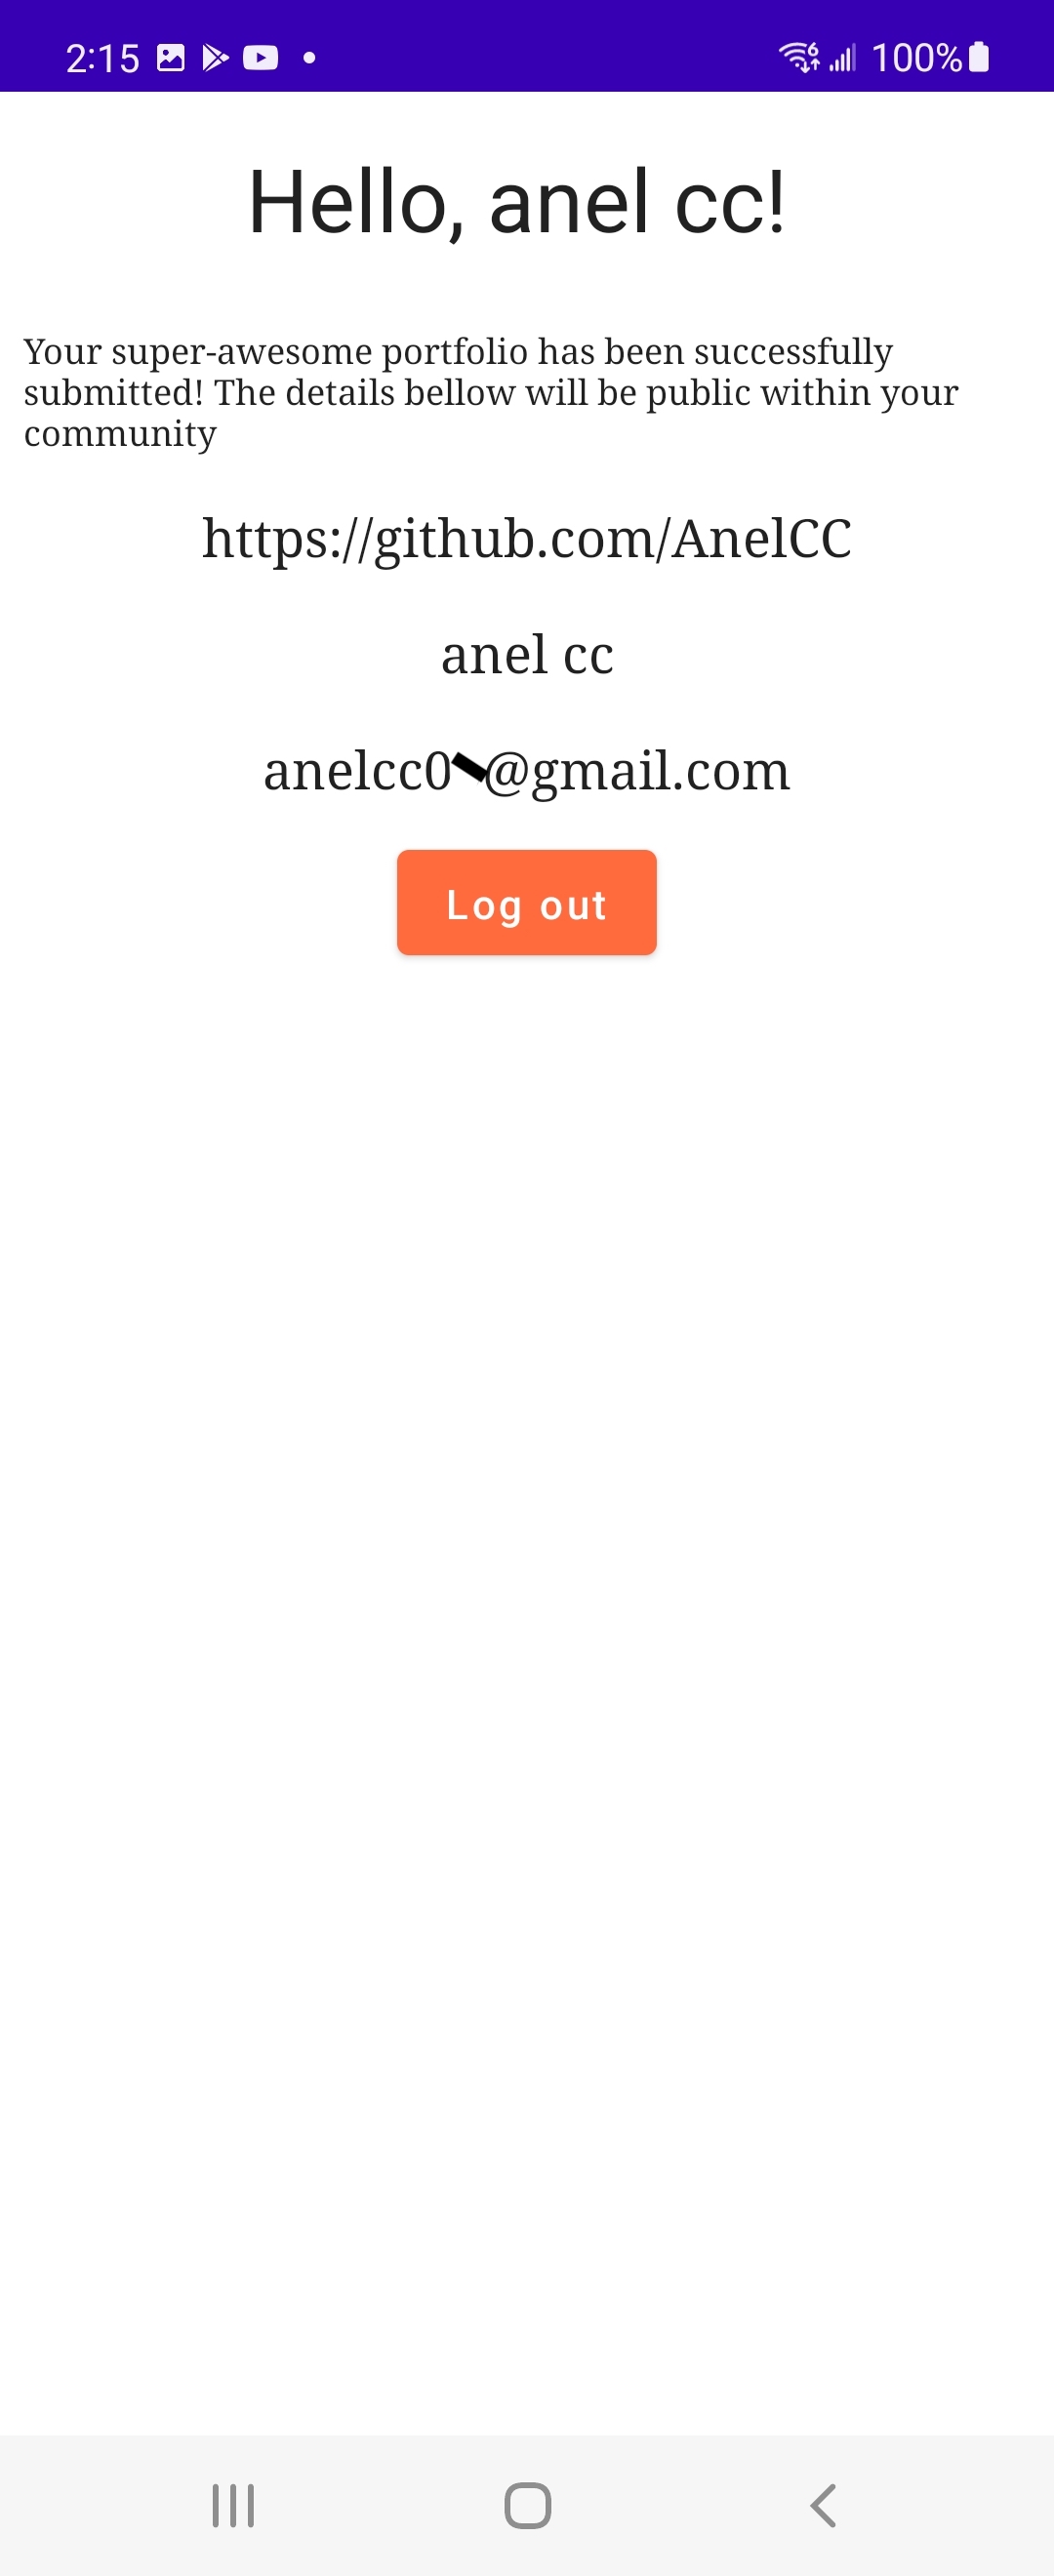 2:15 100%
Hello, anel cc!
Your super-awesome portfolio has been successfully
submitted! The details bellow will be public within your
community
https://github.com/AnelCC
anel cc
anelcc0 @gmail.com
Log out